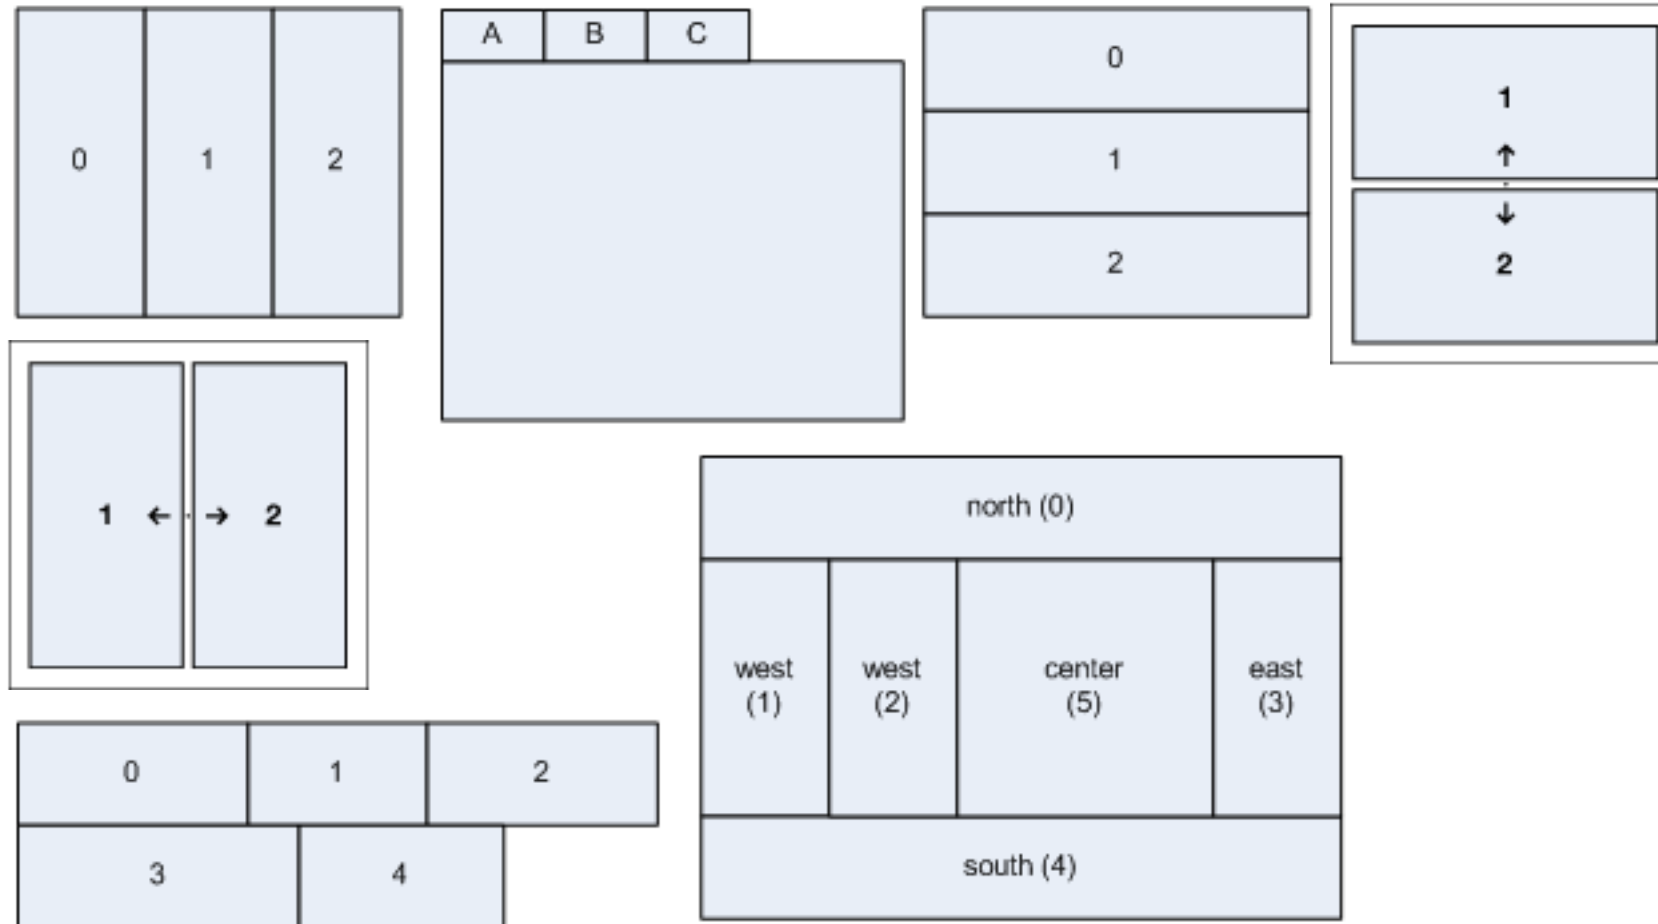 0 1 2
A B C
0
1
2
1
↑
↓
2
1 ← → 2
north (0)
west (1)
west (2)
center (5)
east (3)
south (4)
0 1 2
3 4